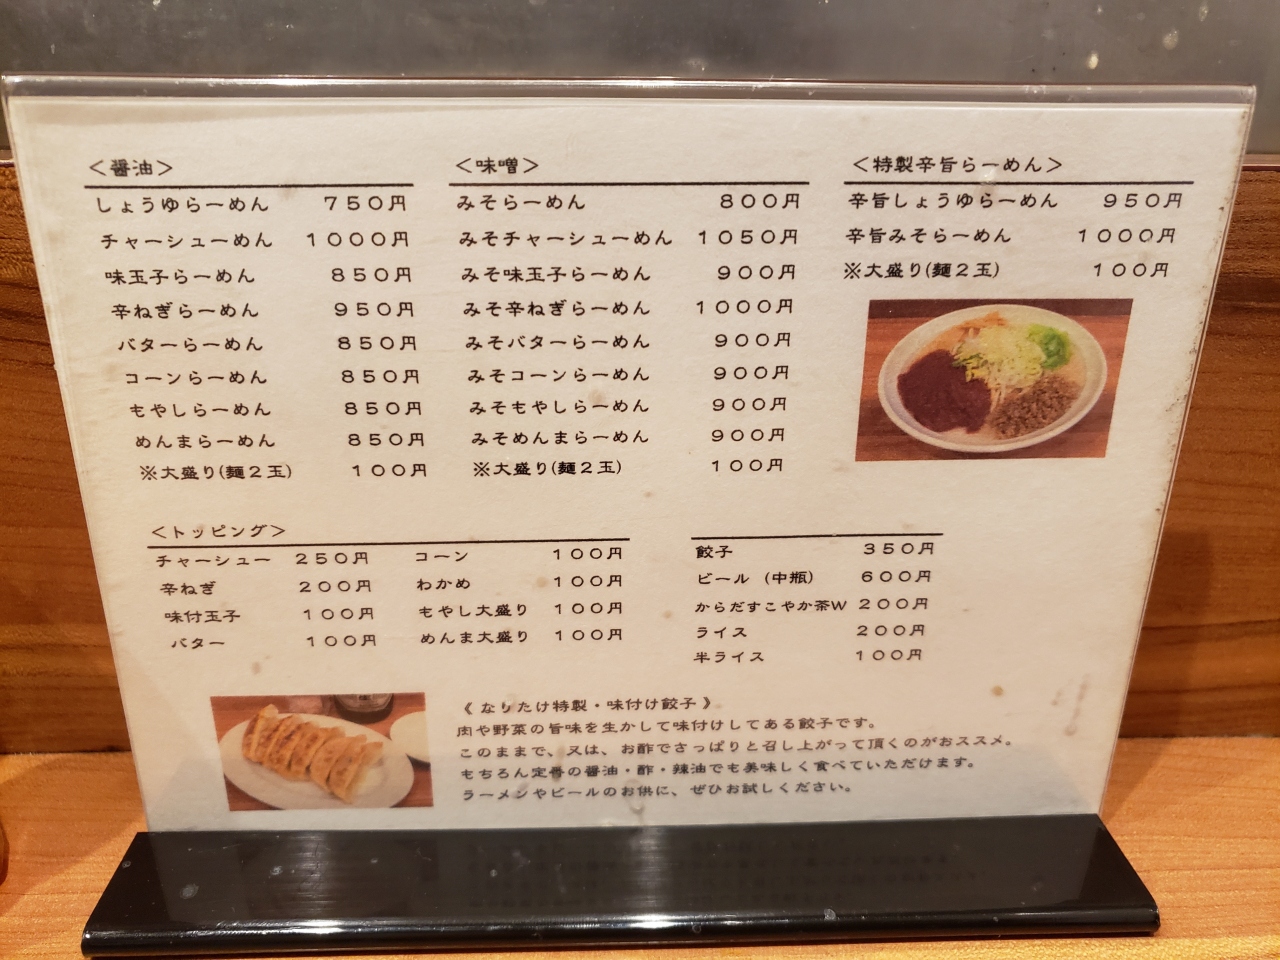 ＜醤油＞
しょうゆらーめん ７５０円
チャーシューめん １０００円
味玉子らーめん ８５０円
辛ねぎらーめん ９５０円
バターらーめん ８５０円
コーンらーめん ８５０円
もやしらーめん ８５０円
めんまらーめん ８５０円
※大盛り(麺２玉) １００円
＜味噌＞
みそらーめん ８００円
みそチャーシューめん １０５０円
みそ味玉子らーめん ９００円
みそ辛ねぎらーめん １０００円
みそバターらーめん ９００円
みそコーンらーめん ９００円
みそもやしらーめん ９００円
みそめんまらーめん ９００円
※大盛り(麺２玉) １００円
＜特製辛旨らーめん＞
辛旨しょうゆらーめん ９５０円
辛旨みそらーめん １０００円
※大盛り(麺２玉) １００円
＜トッピング＞
チャーシュー ２５０円
辛ねぎ ２００円
味付玉子 １００円
バター １００円
コーン １００円
わかめ １００円
もやし大盛り １００円
めんま大盛り １００円
餃子 ３５０円
ビール （中瓶） ６００円
からだすこやか茶W ２００円
ライス ２００円
半ライス １００円
《 なりたけ特製・味付け餃子 》
肉や野菜の旨味を生かして味付けしてある餃子です。
このままで、又は、お酢でさっぱりと召し上がって頂くのがおススメ。
もちろん定番の醤油・酢・辣油でも美味しく食べていただけます。
ラーメンやビールのお供に、ぜひお試しください。